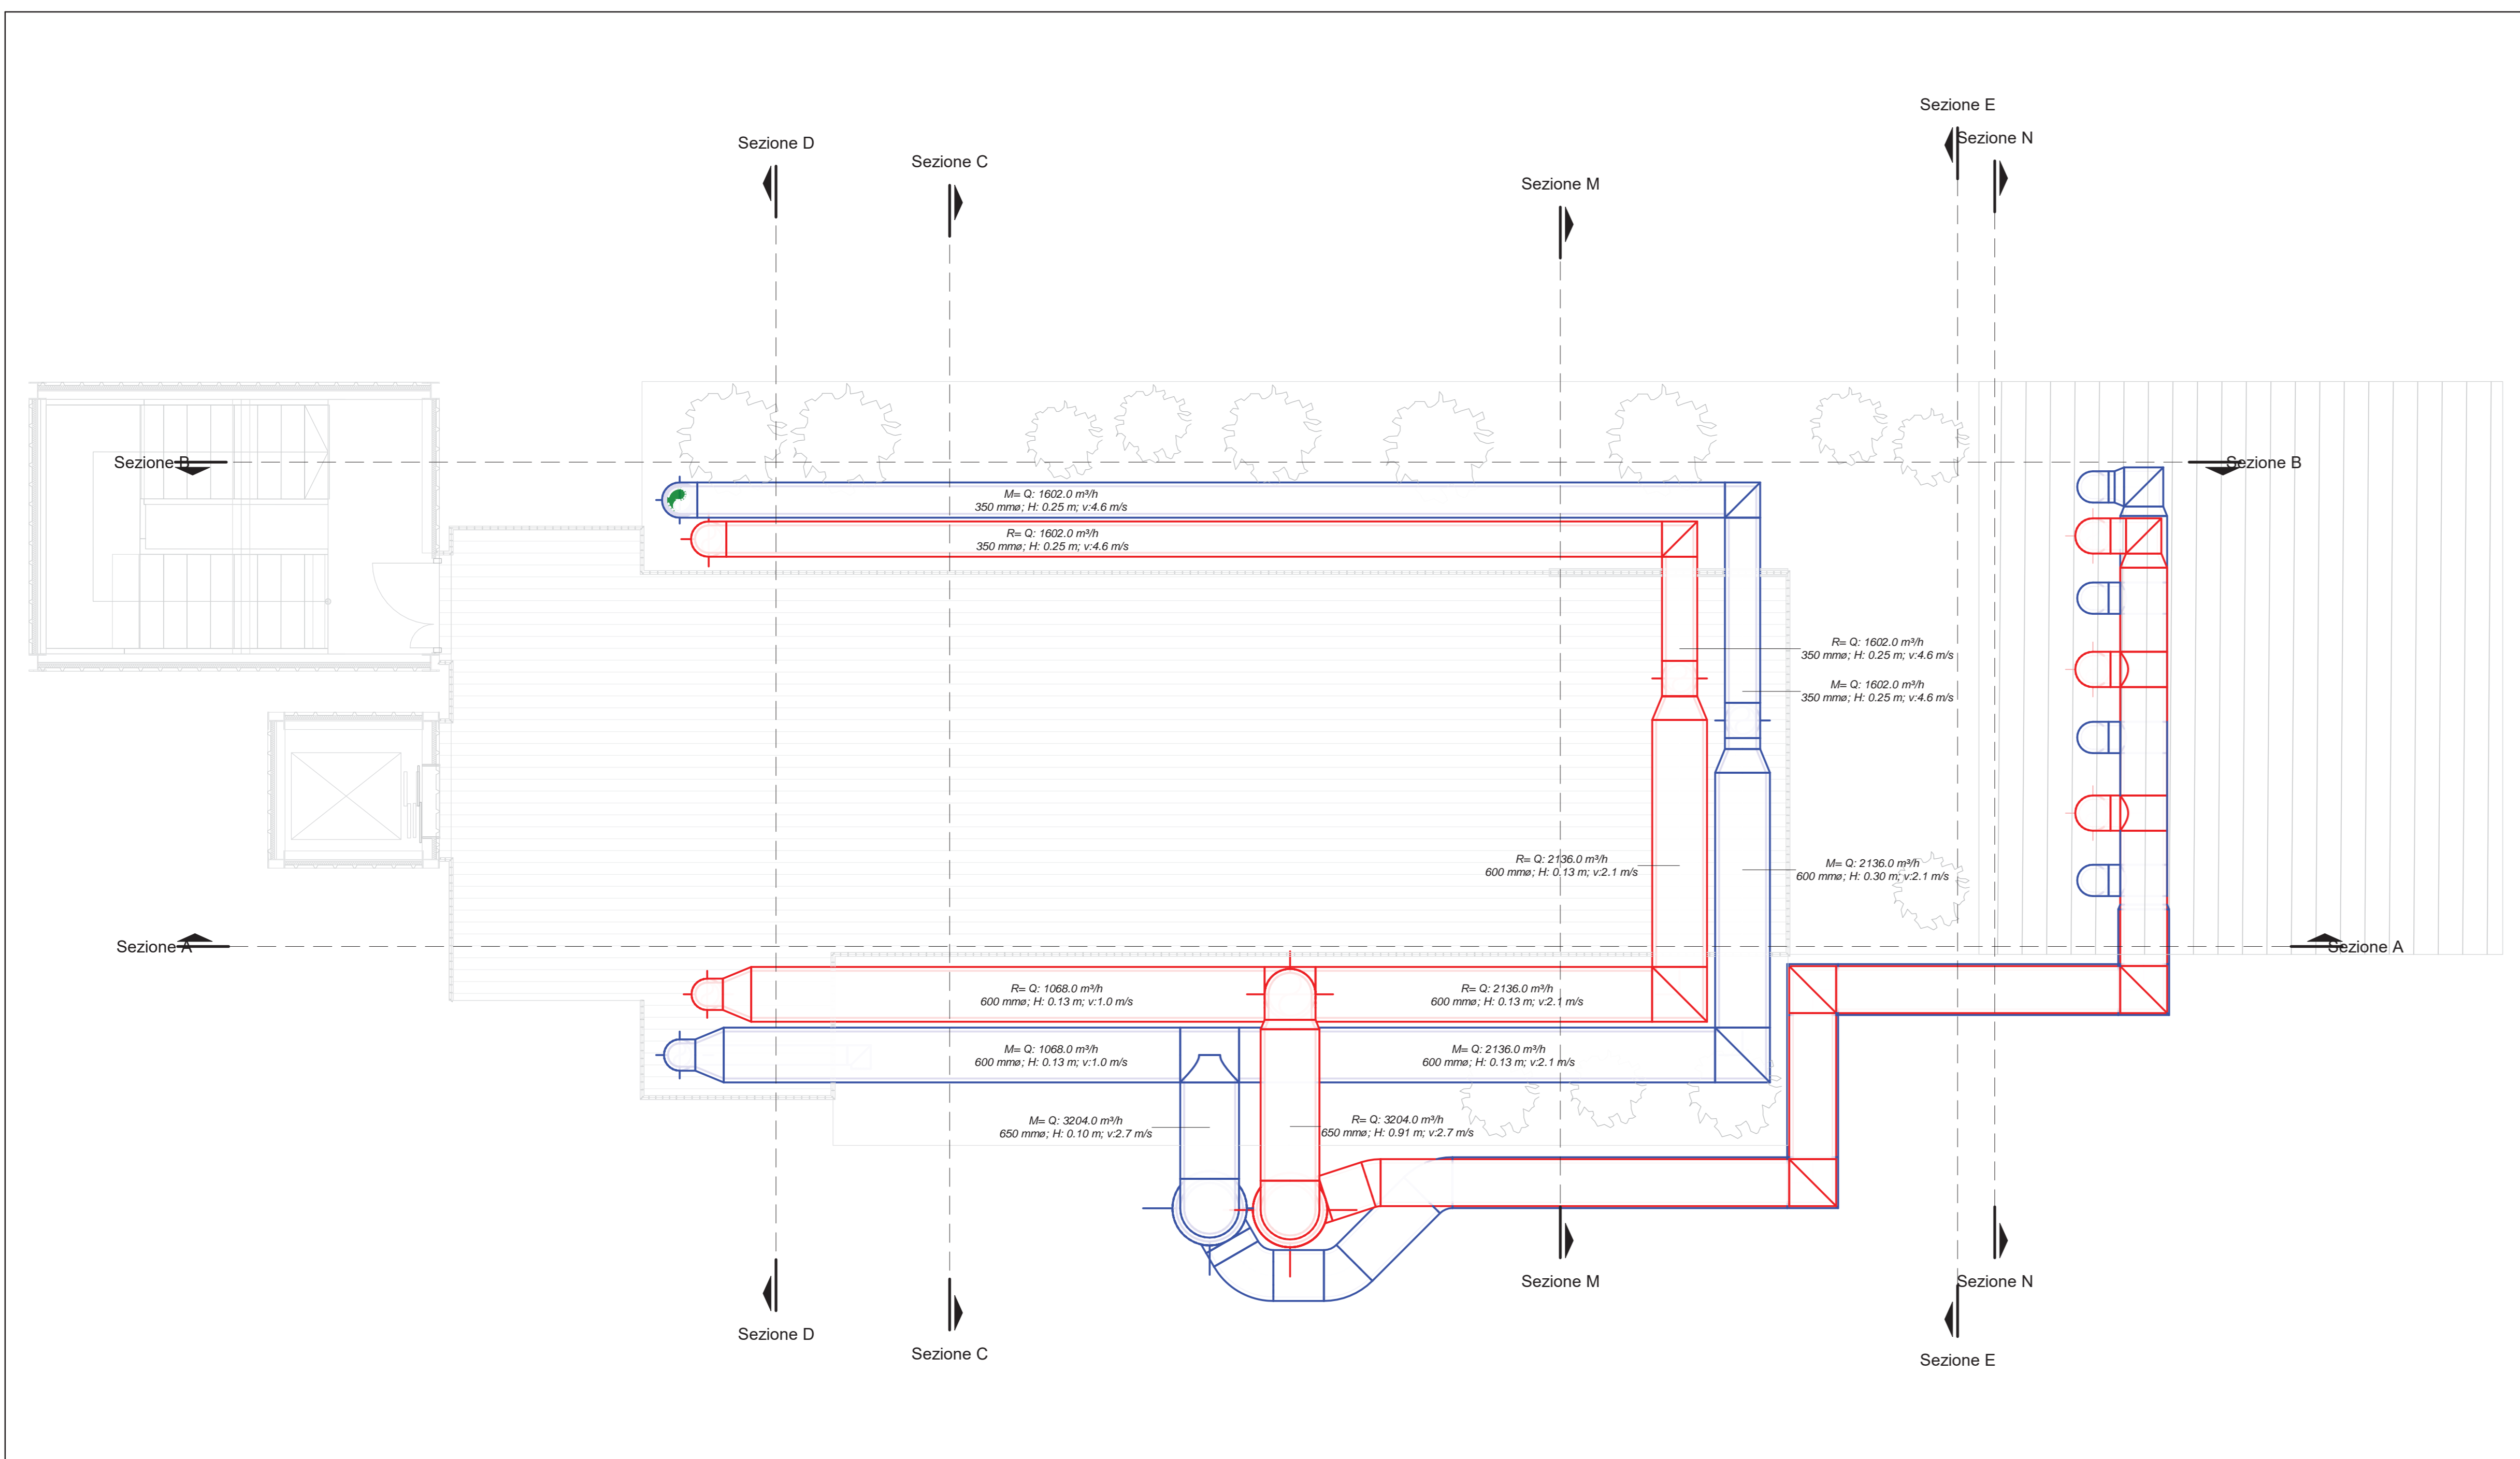 Sezione E
Sezione N
Sezione D
Sezione C
Sezione M
Sezione B
Sezione B
M= Q: 1602.0 m³/h
350 mmø; H: 0.25 m; v:4.6 m/s
R= Q: 1602.0 m³/h
350 mmø; H: 0.25 m; v:4.6 m/s
R= Q: 1602.0 m³/h
350 mmø; H: 0.25 m; v:4.6 m/s
M= Q: 1602.0 m³/h
350 mmø; H: 0.25 m; v:4.6 m/s
R= Q: 2136.0 m³/h
600 mmø; H: 0.13 m; v:2.1 m/s
M= Q: 2136.0 m³/h
600 mmø; H: 0.30 m; v:2.1 m/s
Sezione A
Sezione A
R= Q: 1068.0 m³/h
600 mmø; H: 0.13 m; v:1.0 m/s
R= Q: 2136.0 m³/h
600 mmø; H: 0.13 m; v:2.1 m/s
M= Q: 1068.0 m³/h
600 mmø; H: 0.13 m; v:1.0 m/s
M= Q: 2136.0 m³/h
600 mmø; H: 0.13 m; v:2.1 m/s
M= Q: 3204.0 m³/h
650 mmø; H: 0.10 m; v:2.7 m/s
R= Q: 3204.0 m³/h
650 mmø; H: 0.91 m; v:2.7 m/s
Sezione M
Sezione N
Sezione D
Sezione C
Sezione E